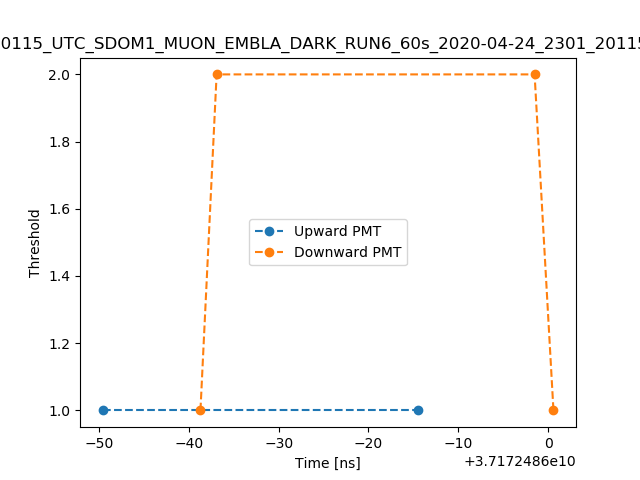 0115_UTC_SDOM1_MUON_EMBLA_DARK_RUN6_60s_2020-04-24_2301_20115
2.0
1.8
1.6
1.4
1.2
1.0
Threshold
Upward PMT
Downward PMT
−50 −40 −30 −20 −10 0
Time [ns]
+3.7172486e10